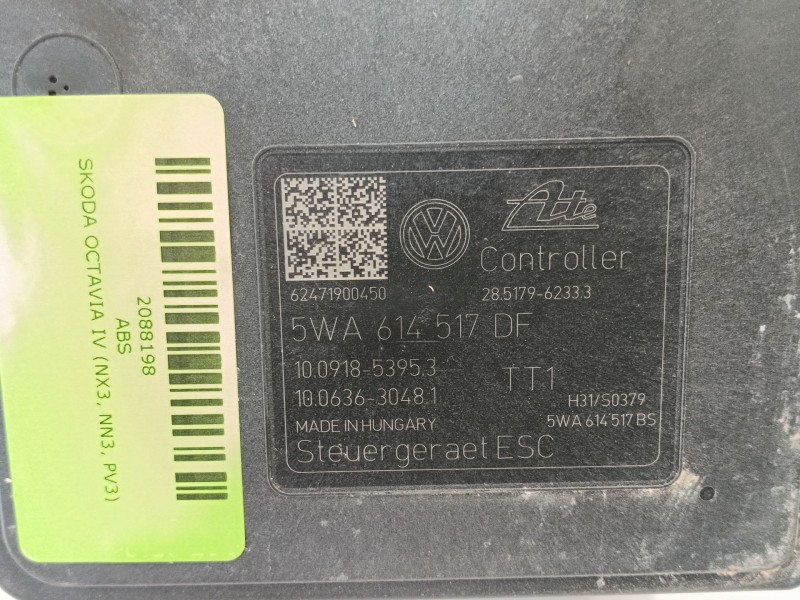 SKODA OCTAVIA IV (NX3, NN3, PV3)
ABS
2088198
Ate
Controller
62471900450
28.5179-6233.3
5WA 614 517 DF
10.0918-5395.3
TT1
10.0636-3048.1
H31/S0379
MADE IN HUNGARY
5WA 614 517 BS
Steuergeraet ESC